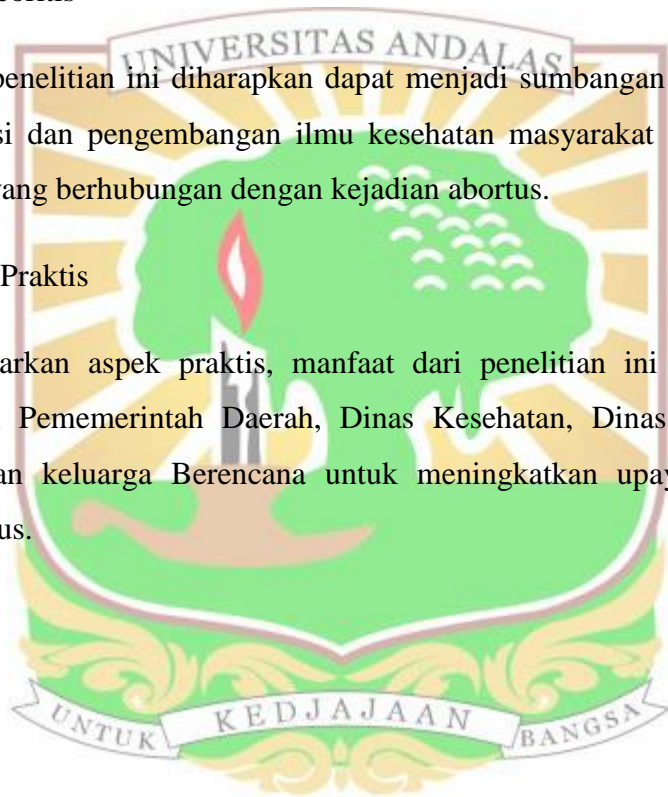 UNIVERSITAS ANDALAS
penelitian ini diharapkan dapat menjadi sumbangan
dan pengembangan ilmu kesehatan masyarakat
yang berhubungan dengan kejadian abortus.
Praktis
arkan aspek praktis, manfaat dari penelitian ini
Pememerintah Daerah, Dinas Kesehatan, Dinas
an keluarga Berencana untuk meningkatkan upay
us.
UNTUK KEDJAJAAN BANGSA